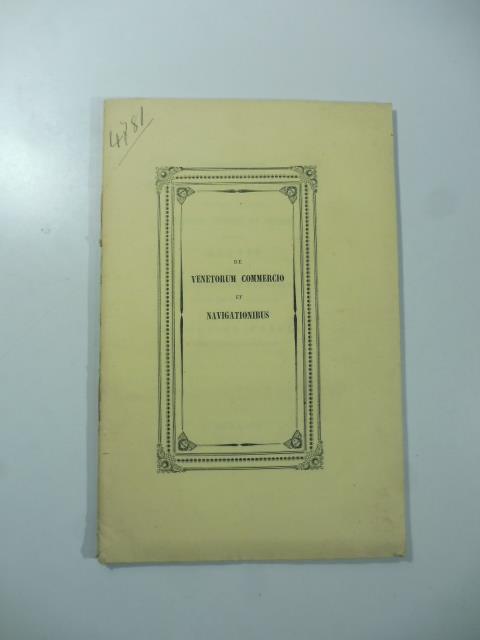 4781
DE
VENETORUM COMMERCIO
ET
NAVIGATIONIBUS